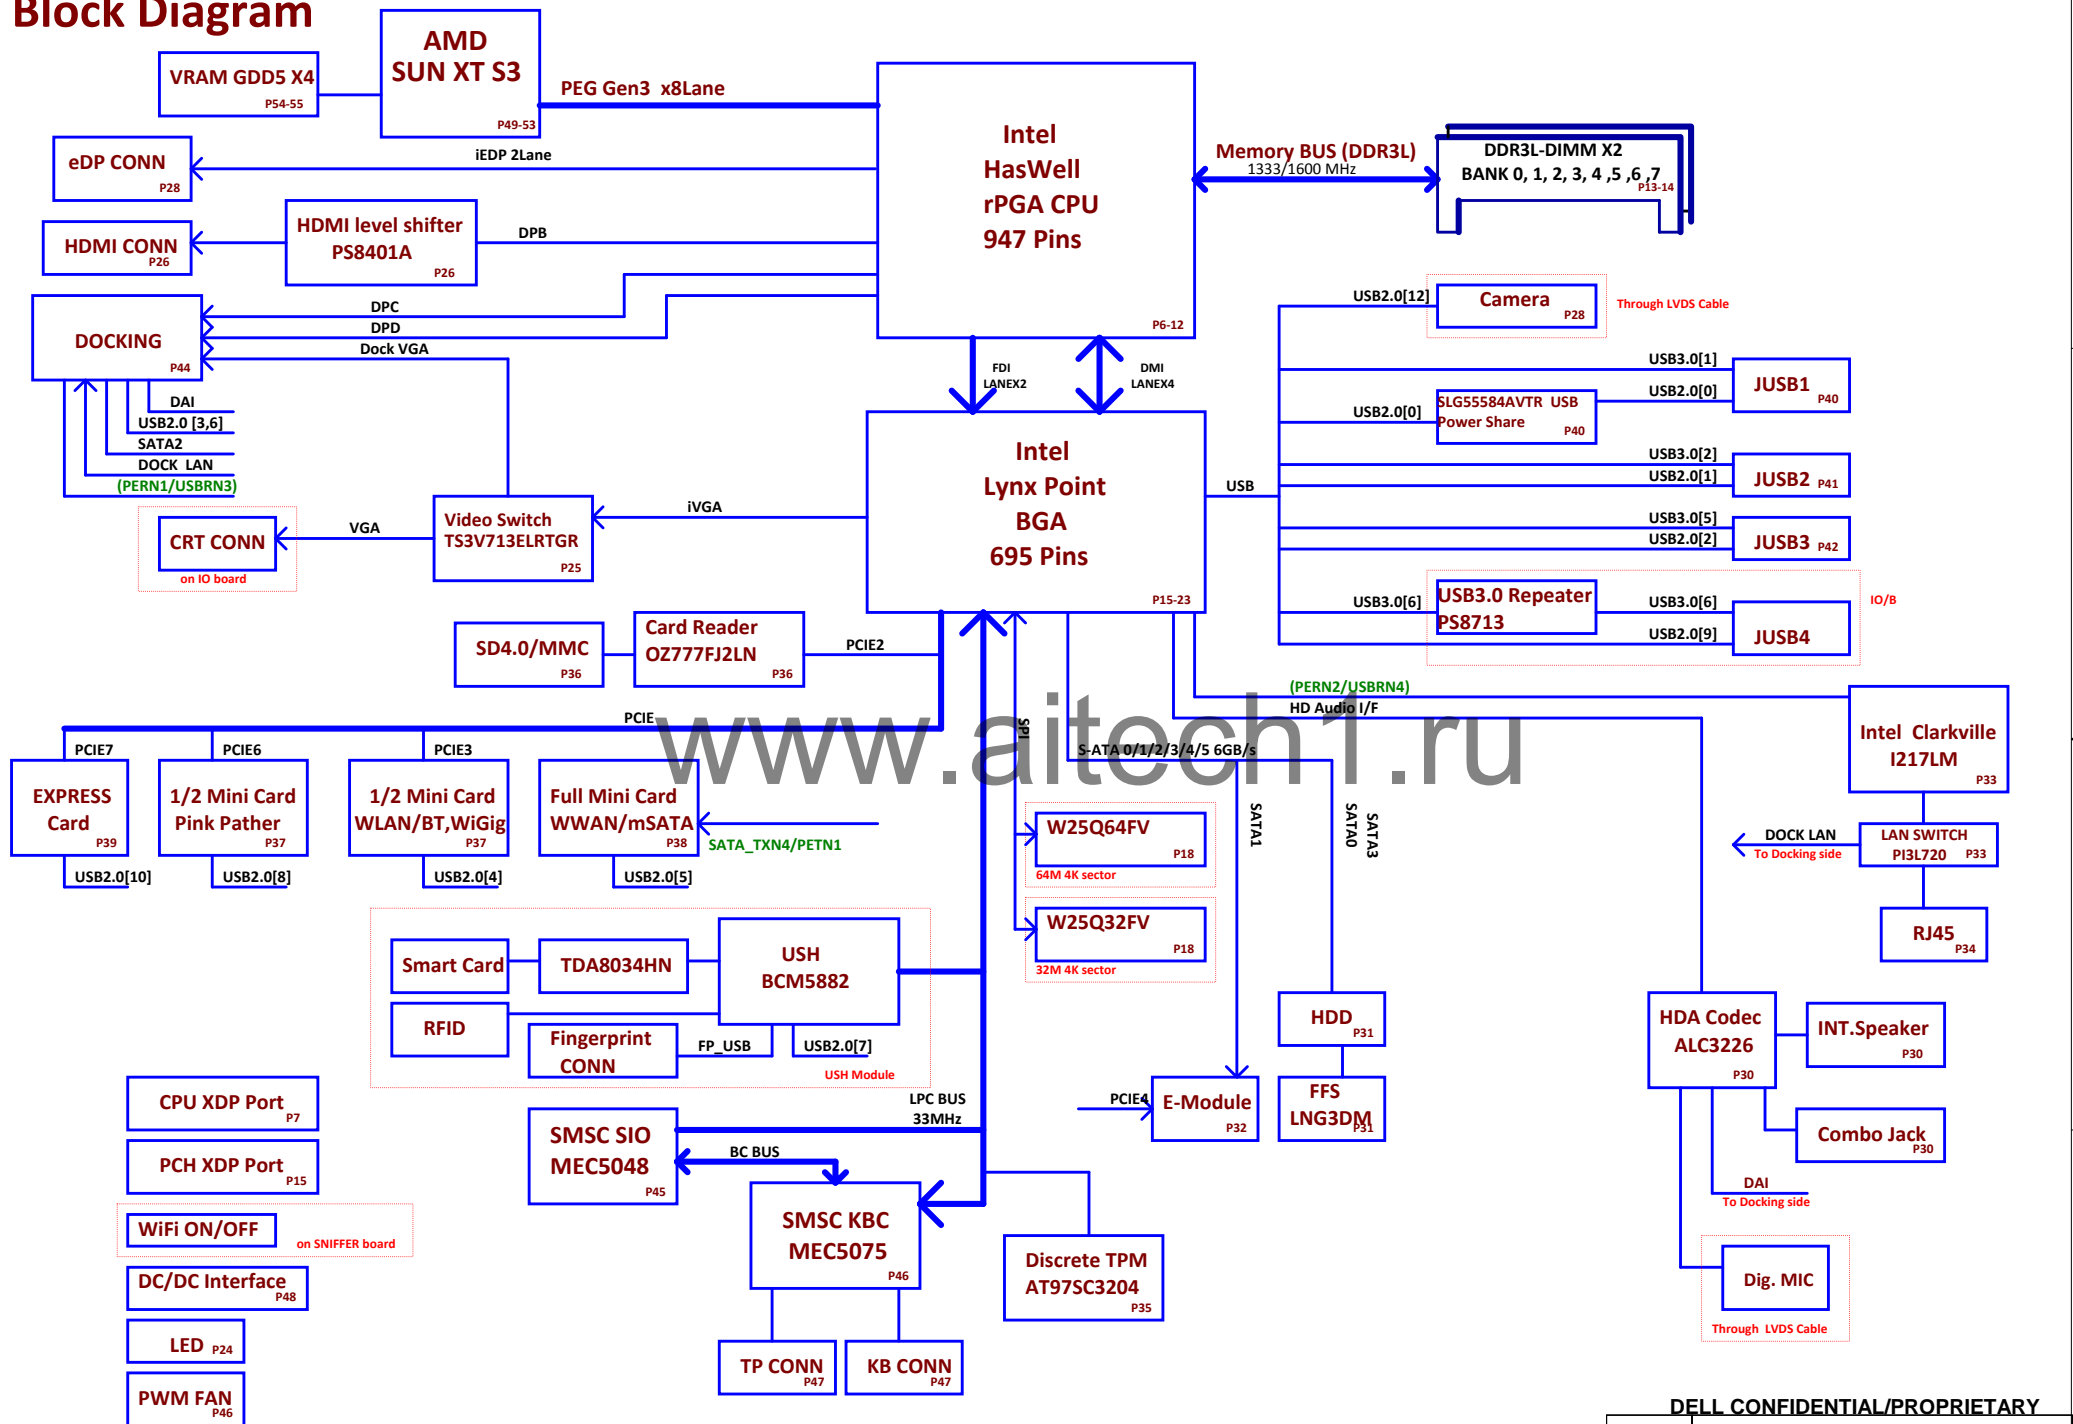 Block Diagram
VRAM GDD5 X4
P54-55
AMD
SUN XT S3
P49-53
PEG Gen3 x8Lane
eDP CONN
P28
iEDP 2Lane
HDMI CONN
P26
HDMI level shifter
PS8401A
P26
DPB
DOCKING
P44
DPC
DPD
Dock VGA
DAI
USB2.0 [3,6]
SATA2
DOCK LAN
(PERN1/USBRN3)
CRT CONN
on IO board
VGA
Video Switch
TS3V713ELRTGR
P25
iVGA
Intel
HasWell
rPGA CPU
947 Pins
P6-12
FDI
LANEX2
DMI
LANEX4
Memory BUS (DDR3L)
1333/1600 MHz
DDR3L-DIMM X2
BANK 0, 1, 2, 3, 4 ,5 ,6 ,7
P13-14
Intel
Lynx Point
BGA
695 Pins
P15-23
USB
USB2.0[12]
Camera
P28
Through LVDS Cable
USB3.0[1]
JUSB1
P40
USB2.0[0]
SLG55584AVTR USB
Power Share
P40
USB2.0[0]
USB3.0[2]
USB2.0[1]
JUSB2 P41
USB3.0[5]
USB2.0[2]
JUSB3 P42
USB3.0[6]
USB3.0 Repeater
PS8713
USB3.0[6]
USB2.0[9]
JUSB4
IO/B
SD4.0/MMC
P36
Card Reader
OZ777FJ2LN
P36
PCIE2
PCIE
(PERN2/USBRN4)
HD Audio I/F
SPI
S-ATA 0/1/2/3/4/5 6GB/s
www.aitech1.ru
PCIE7
EXPRESS
Card
P39
USB2.0[10]
PCIE6
1/2 Mini Card
Pink Pather
P37
USB2.0[8]
PCIE3
1/2 Mini Card
WLAN/BT,WiGig
P37
USB2.0[4]
Full Mini Card
WWAN/mSATA
P38
SATA_TXN4/PETN1
USB2.0[5]
W25Q64FV
P18
64M 4K sector
W25Q32FV
P18
32M 4K sector
SATA1
SATA0
SATA3
Intel Clarkville
I217LM
P33
DOCK LAN
To Docking side
LAN SWITCH
PI3L720 P33
RJ45
P34
Smart Card
TDA8034HN
USH
BCM5882
RFID
Fingerprint
CONN
FP_USB
USB2.0[7]
USH Module
HDD
P31
FFS
LNG3DM
P31
PCIE4
E-Module
P32
HDA Codec
ALC3226
P30
INT.Speaker
P30
Combo Jack
P30
DAI
To Docking side
Dig. MIC
Through LVDS Cable
CPU XDP Port
P7
PCH XDP Port
P15
WiFi ON/OFF
on SNIFFER board
DC/DC Interface
P48
LED P24
PWM FAN
P46
SMSC SIO
MEC5048
P45
LPC BUS
33MHz
BC BUS
SMSC KBC
MEC5075
P46
TP CONN
P47
KB CONN
P47
Discrete TPM
AT97SC3204
P35
DELL CONFIDENTIAL/PROPRIETARY